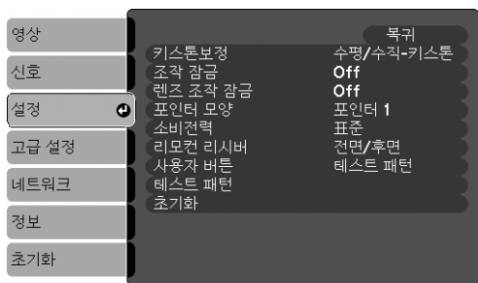 영상
신호
설정
고급 설정
네트워크
정보
초기화
복귀
키스톤보정 수평/수직-키스톤
조작 잠금 Off
렌즈 조작 잠금 Off
포인터 모양 포인터 1
소비전력 표준
리모컨 리시버 전면/후면
사용자 버튼 테스트 패턴
테스트 패턴
초기화